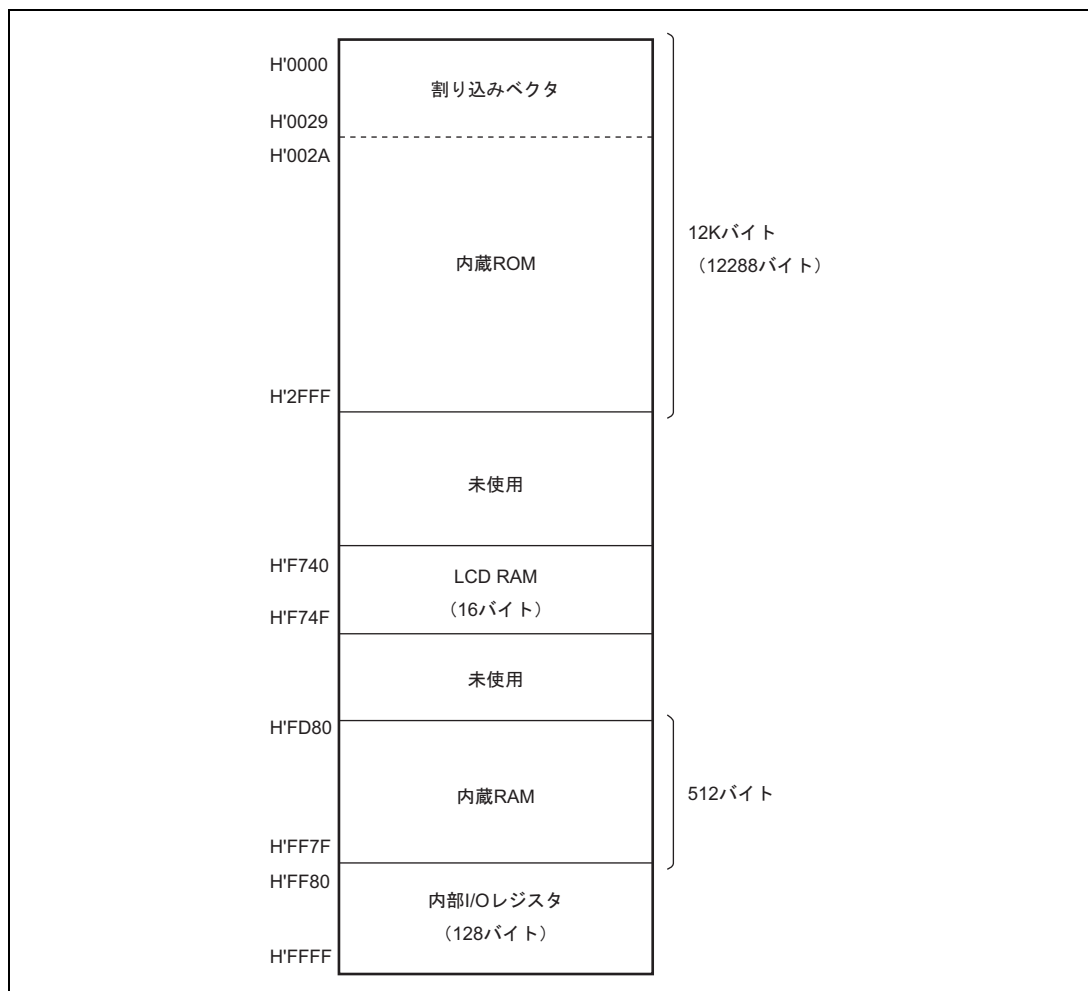 H'0000
割り込みベクタ
H'0029
H'002A
内蔵ROM
12Kバイト
（12288バイト）
H'2FFF
未使用
H'F740
LCD RAM
（16バイト）
H'F74F
未使用
H'FD80
内蔵RAM
512バイト
H'FF7F
H'FF80
内部I/Oレジスタ
（128バイト）
H'FFFF